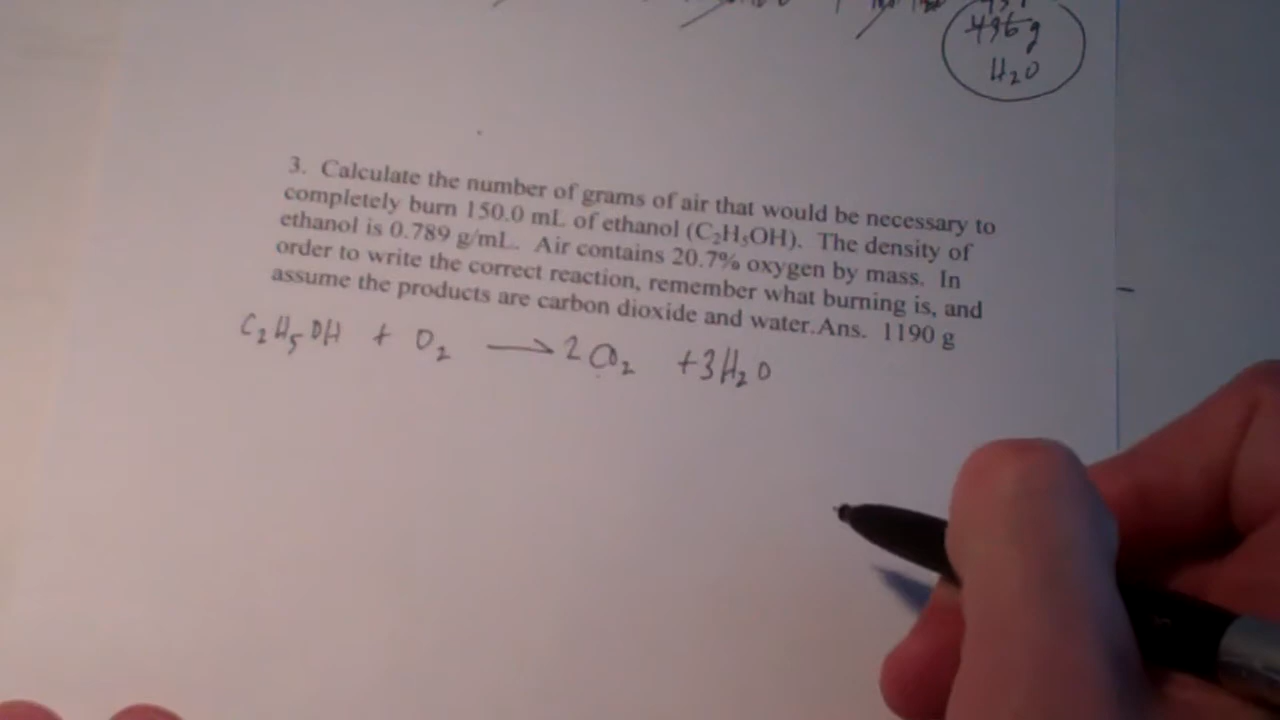 496g
H₂O
3. Calculate the number of grams of air that would be necessary to
completely burn 150.0 mL of ethanol (C₂H₅OH). The density of
ethanol is 0.789 g/mL. Air contains 20.7% oxygen by mass. In
order to write the correct reaction, remember what burning is, and
assume the products are carbon dioxide and water.Ans. 1190 g
C₂H₅OH + O₂ ⟶ 2CO₂ +3H₂O